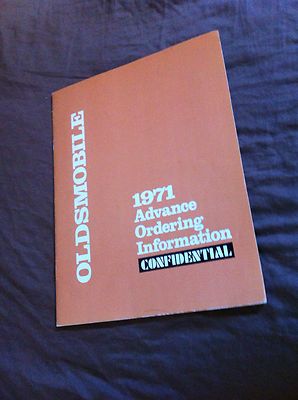 OLDSMOBILE
1971
Advance
Ordering
Information
CONFIDENTIAL